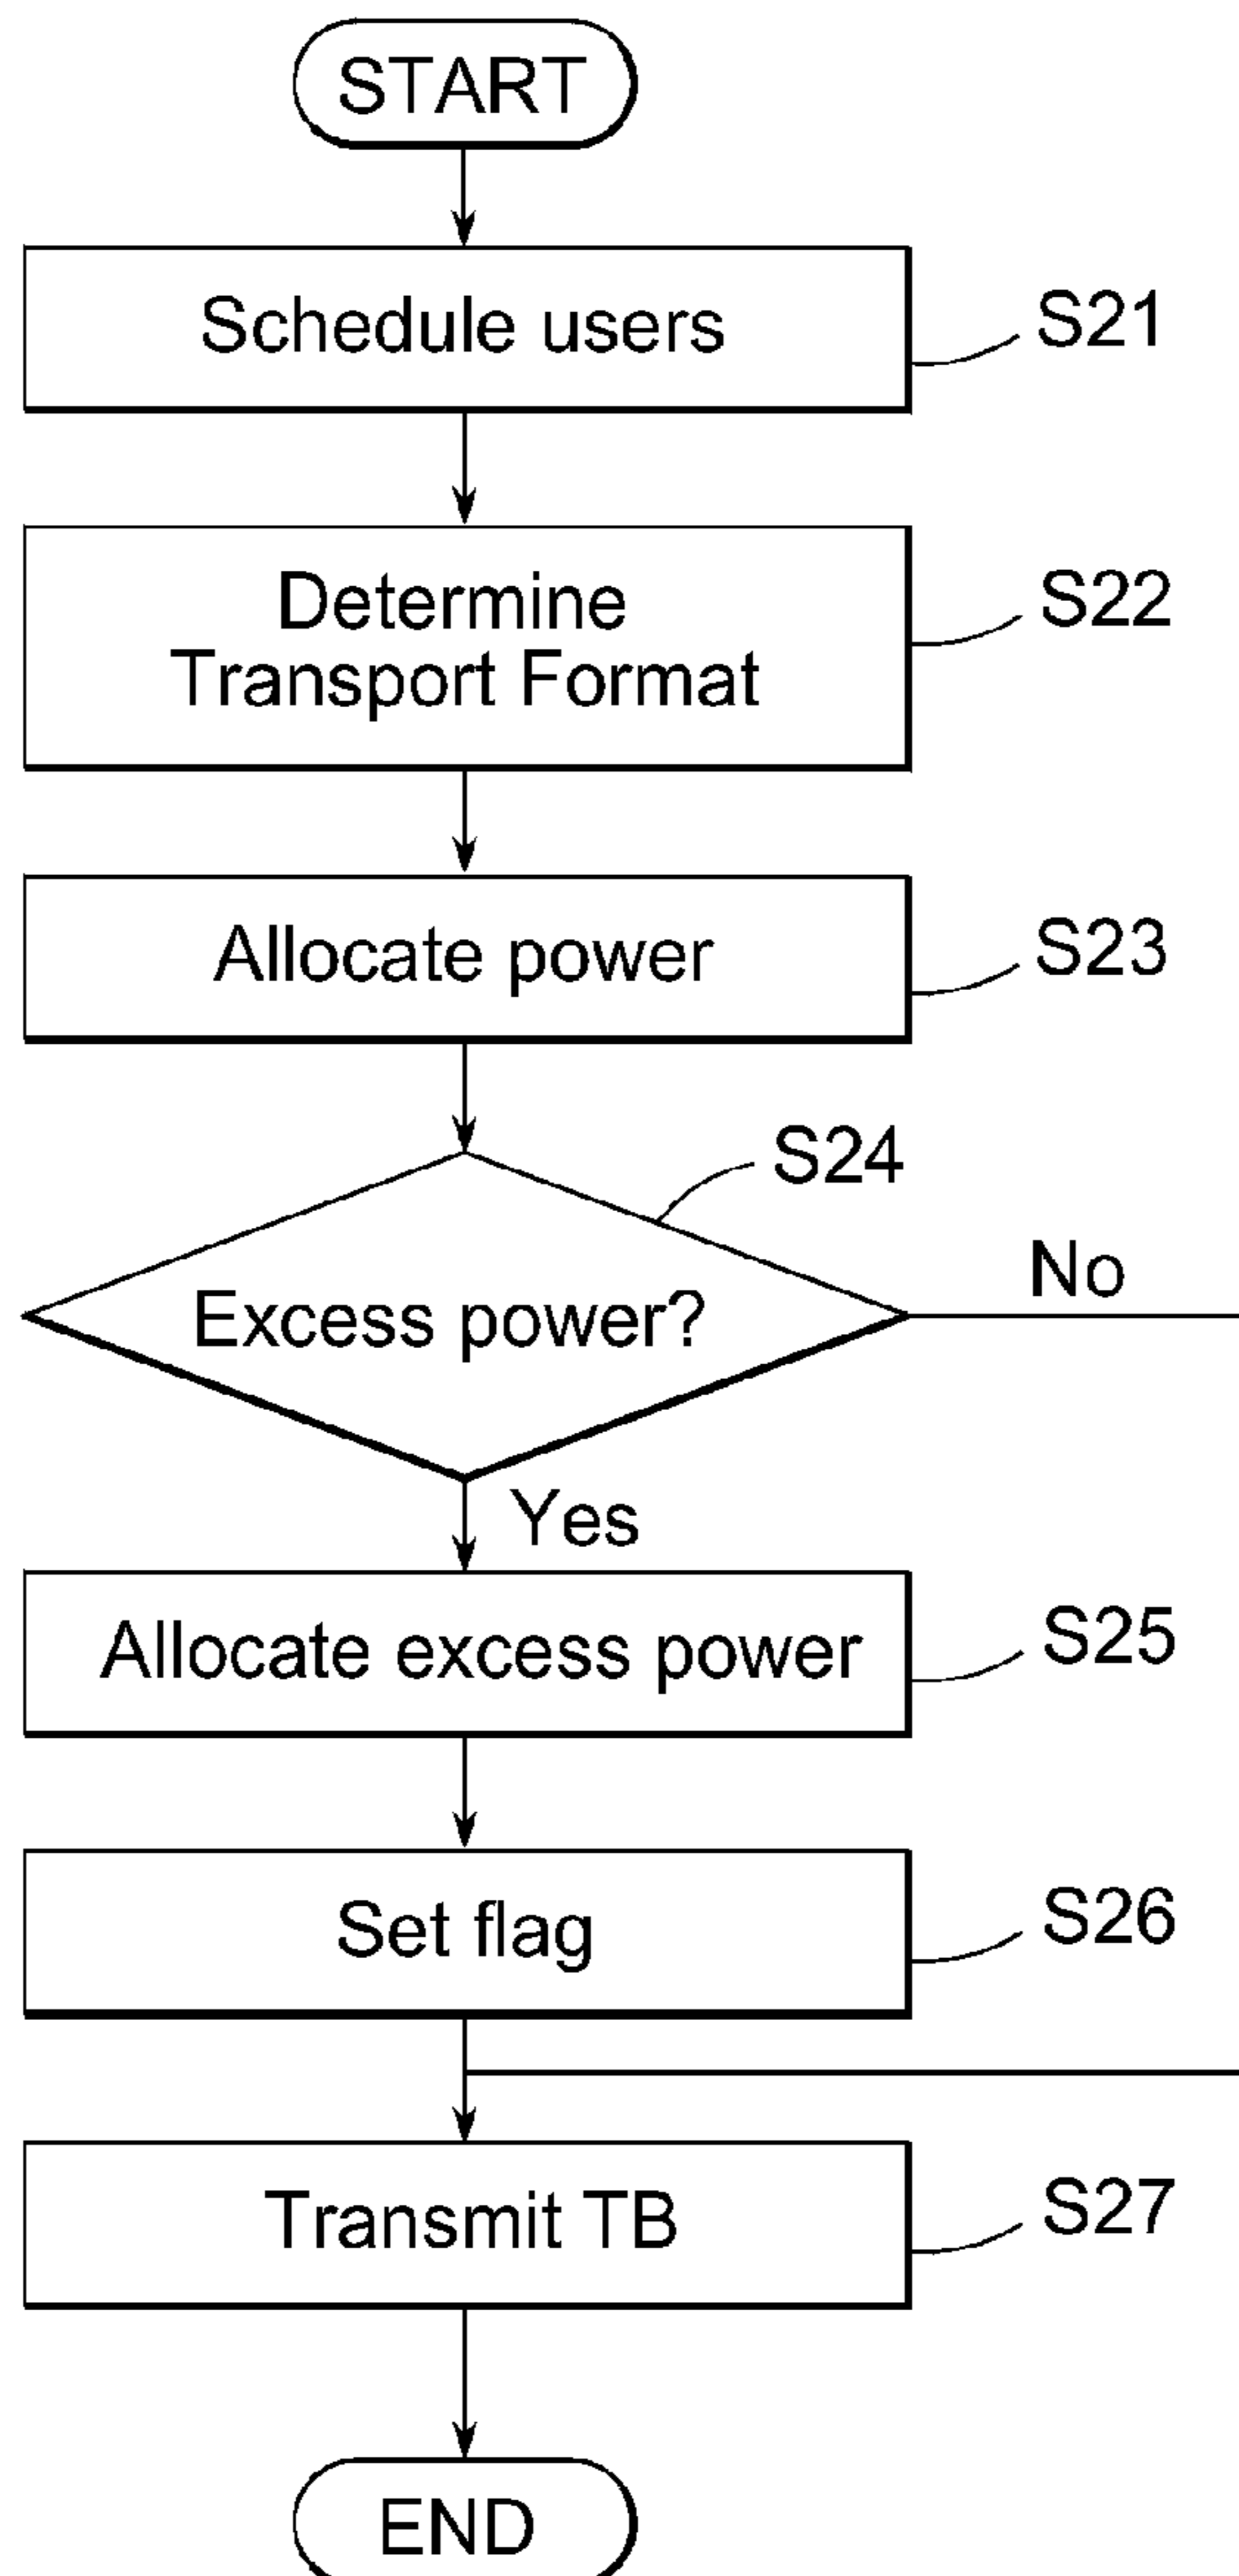 START
Schedule users
S21
Determine
Transport Format
S22
Allocate power
S23
S24
Excess power?
No
Yes
Allocate excess power
S25
Set flag
S26
Transmit TB
S27
END